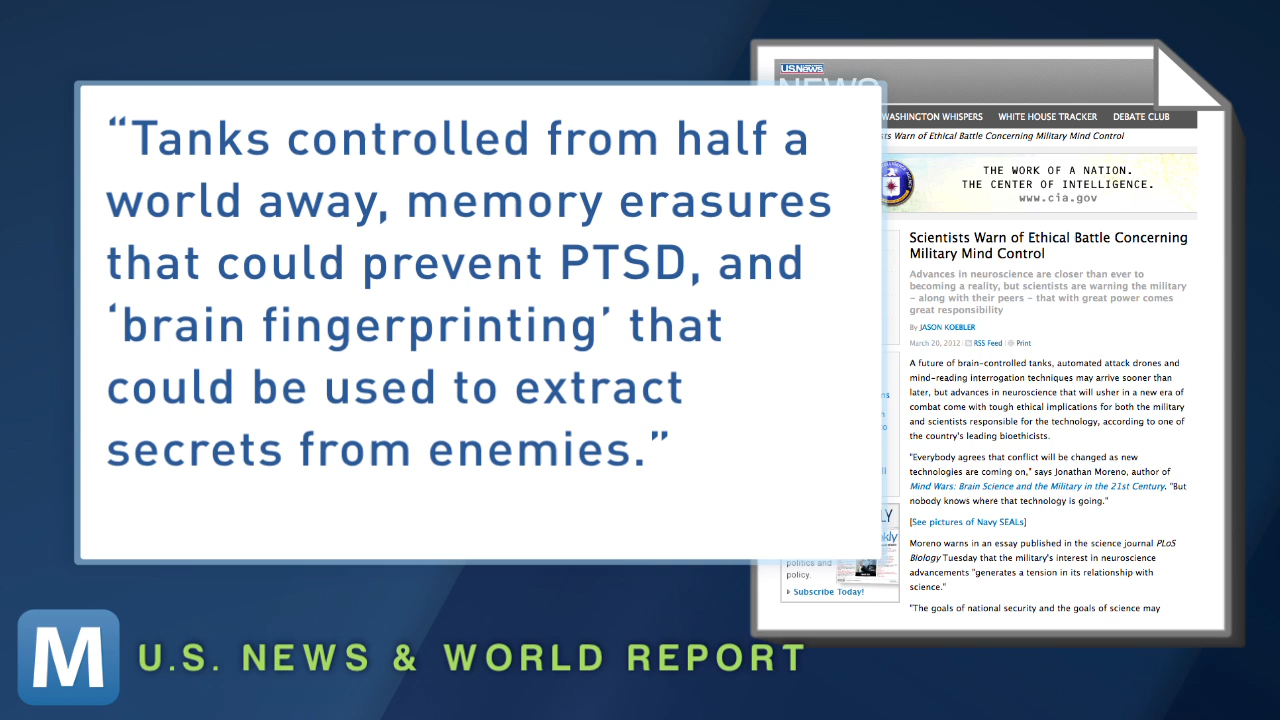 “Tanks controlled from half a
world away, memory erasures
that could prevent PTSD, and
‘brain fingerprinting’ that
could be used to extract
secrets from enemies.”
U.S.News
NEWS
WASHINGTON WHISPERS WHITE HOUSE TRACKER DEBATE CLUB
Warn of Ethical Battle Concerning Military Mind Control
THE WORK OF A NATION.
THE CENTER OF INTELLIGENCE.
www.cia.gov
Scientists Warn of Ethical Battle Concerning
Military Mind Control
Advances in neuroscience are closer than ever to
becoming a reality, but scientists are warning the military
– along with their peers – that with great power comes
great responsibility
By JASON KOEBLER
March 20, 2012 RSS Feed Print
A future of brain-controlled tanks, automated attack drones and
mind-reading interrogation techniques may arrive sooner than
later, but advances in neuroscience that will usher in a new era of
combat come with tough ethical implications for both the military
and scientists responsible for the technology, according to one of
the country's leading bioethicists.
"Everybody agrees that conflict will be changed as new
technologies are coming on," says Jonathan Moreno, author of
Mind Wars: Brain Science and the Military in the 21st Century. "But
nobody knows where that technology is going."
[See pictures of Navy SEALs]
Moreno warns in an essay published in the science journal PLoS
Biology Tuesday that the military's interest in neuroscience
advancements "generates a tension in its relationship with
science."
"The goals of national security and the goals of science may
politics and
policy.
Subscribe Today!
M
U.S. NEWS & WORLD REPORT